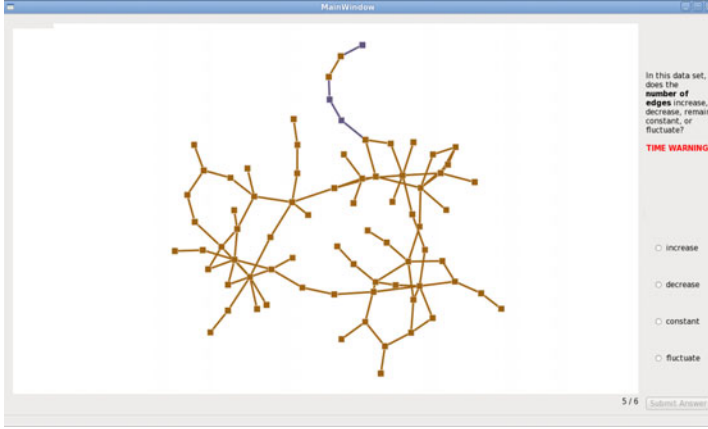 MainWindow
In this data set,
does the
number of
edges increase,
decrease, remain
constant, or
fluctuate?
TIME WARNING
increase
decrease
constant
fluctuate
5 / 6
Submit Answer